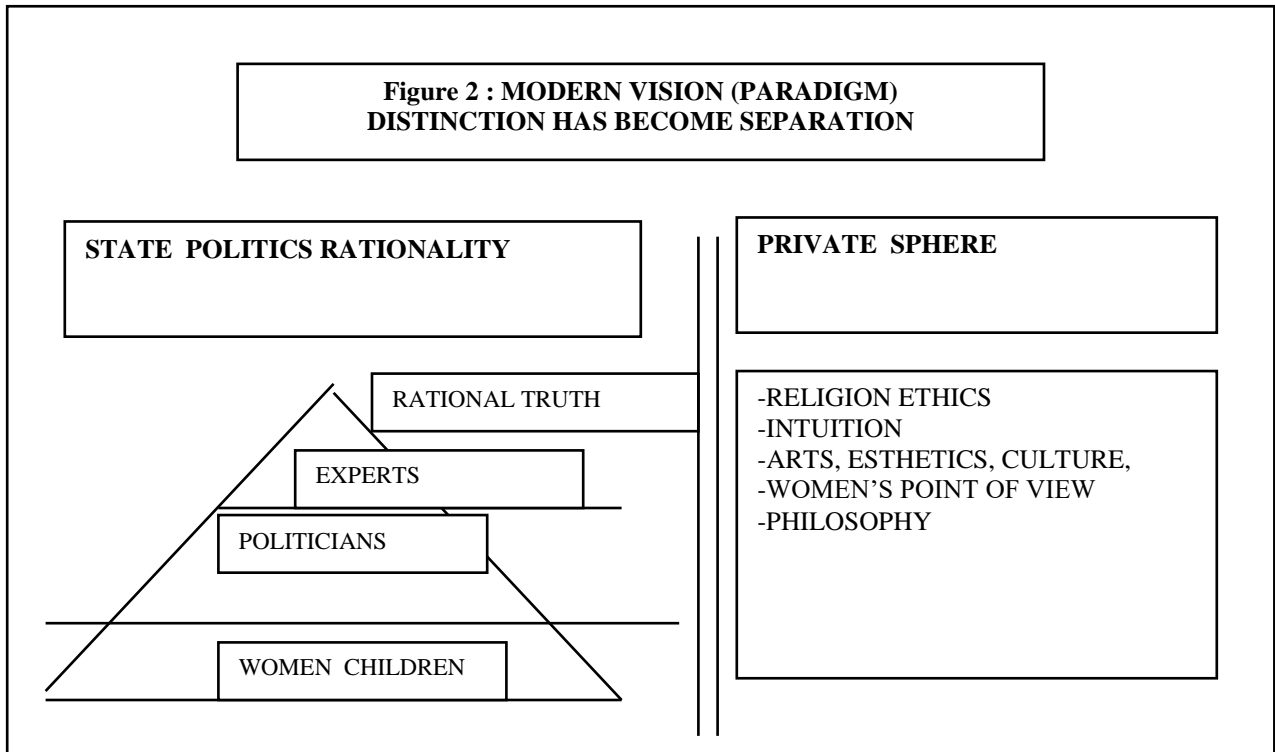 Figure 2 : MODERN VISION (PARADIGM)
DISTINCTION HAS BECOME SEPARATION
STATE  POLITICS RATIONALITY
RATIONAL TRUTH
EXPERTS
POLITICIANS
WOMEN  CHILDREN
PRIVATE  SPHERE
-RELIGION ETHICS
-INTUITION
-ARTS, ESTHETICS, CULTURE,
-WOMEN’S POINT OF VIEW
-PHILOSOPHY